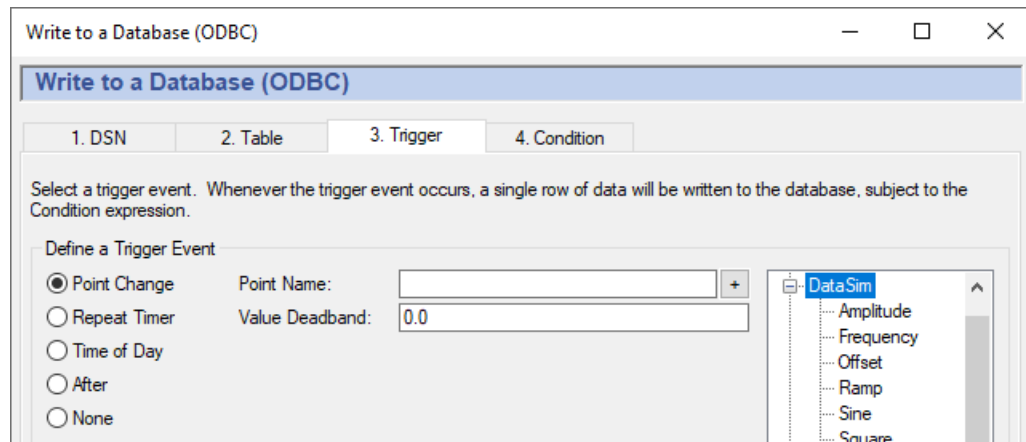 Write to a Database (ODBC)
Write to a Database (ODBC)
1. DSN 2. Table 3. Trigger 4. Condition
Select a trigger event. Whenever the trigger event occurs, a single row of data will be written to the database, subject to the
Condition expression.
Define a Trigger Event
Point Change Point Name: + DataSim
Amplitude
Repeat Timer Value Deadband: 0.0
Frequency
Time of Day
Offset
After
Ramp
None
Sine
Square